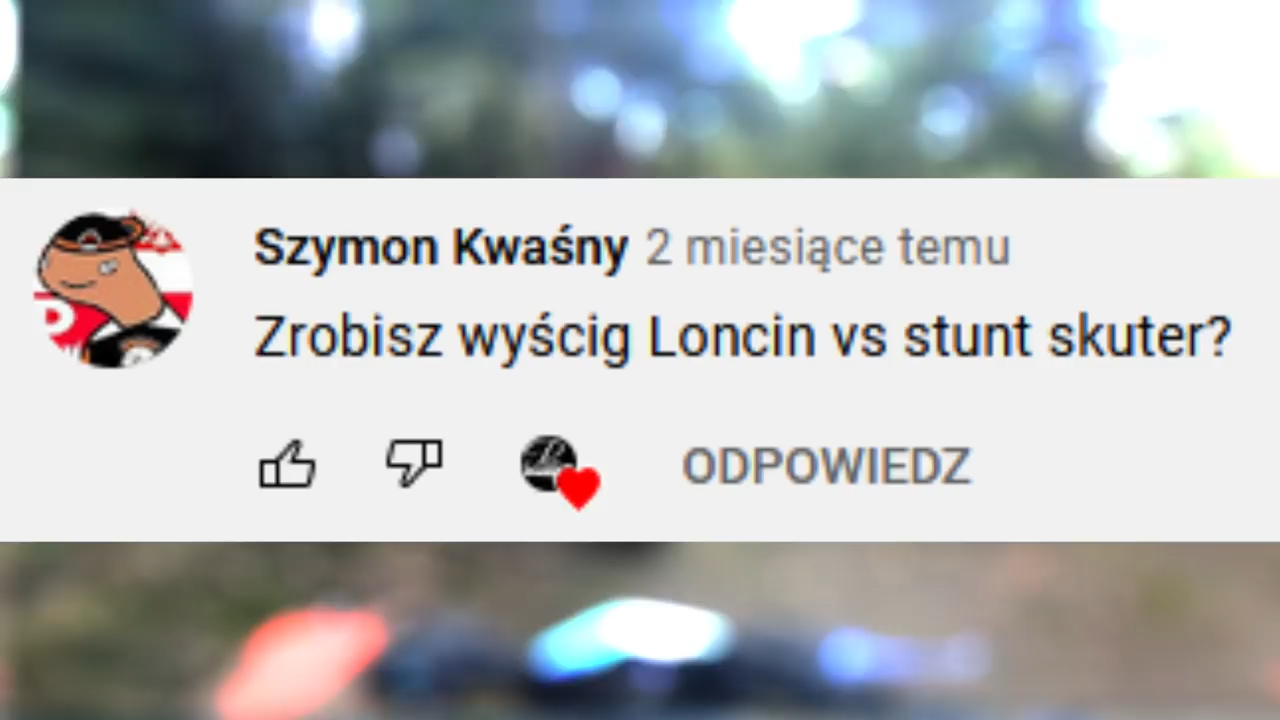 Szymon Kwaśny 2 miesiące temu
Zrobisz wyścig Loncin vs stunt skuter?
ODPOWIEDZ